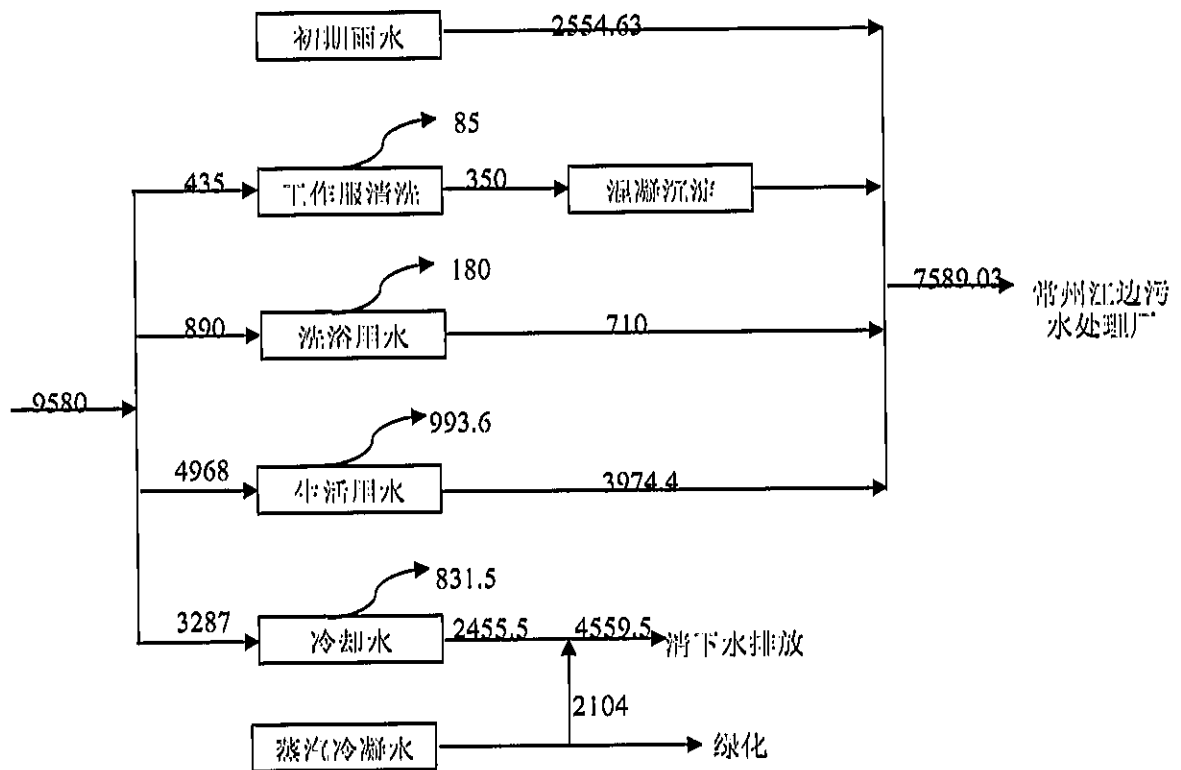 初期雨水
2554.63
85
435
工作服清洗
350
混凝沉淀
180
890
洗浴用水
710
7589.03
常州江边污
水处理厂
9580
993.6
4968
生活用水
3974.4
831.5
3287
冷却水
2455.5
4559.5
清下水排放
2104
蒸汽冷凝水
绿化